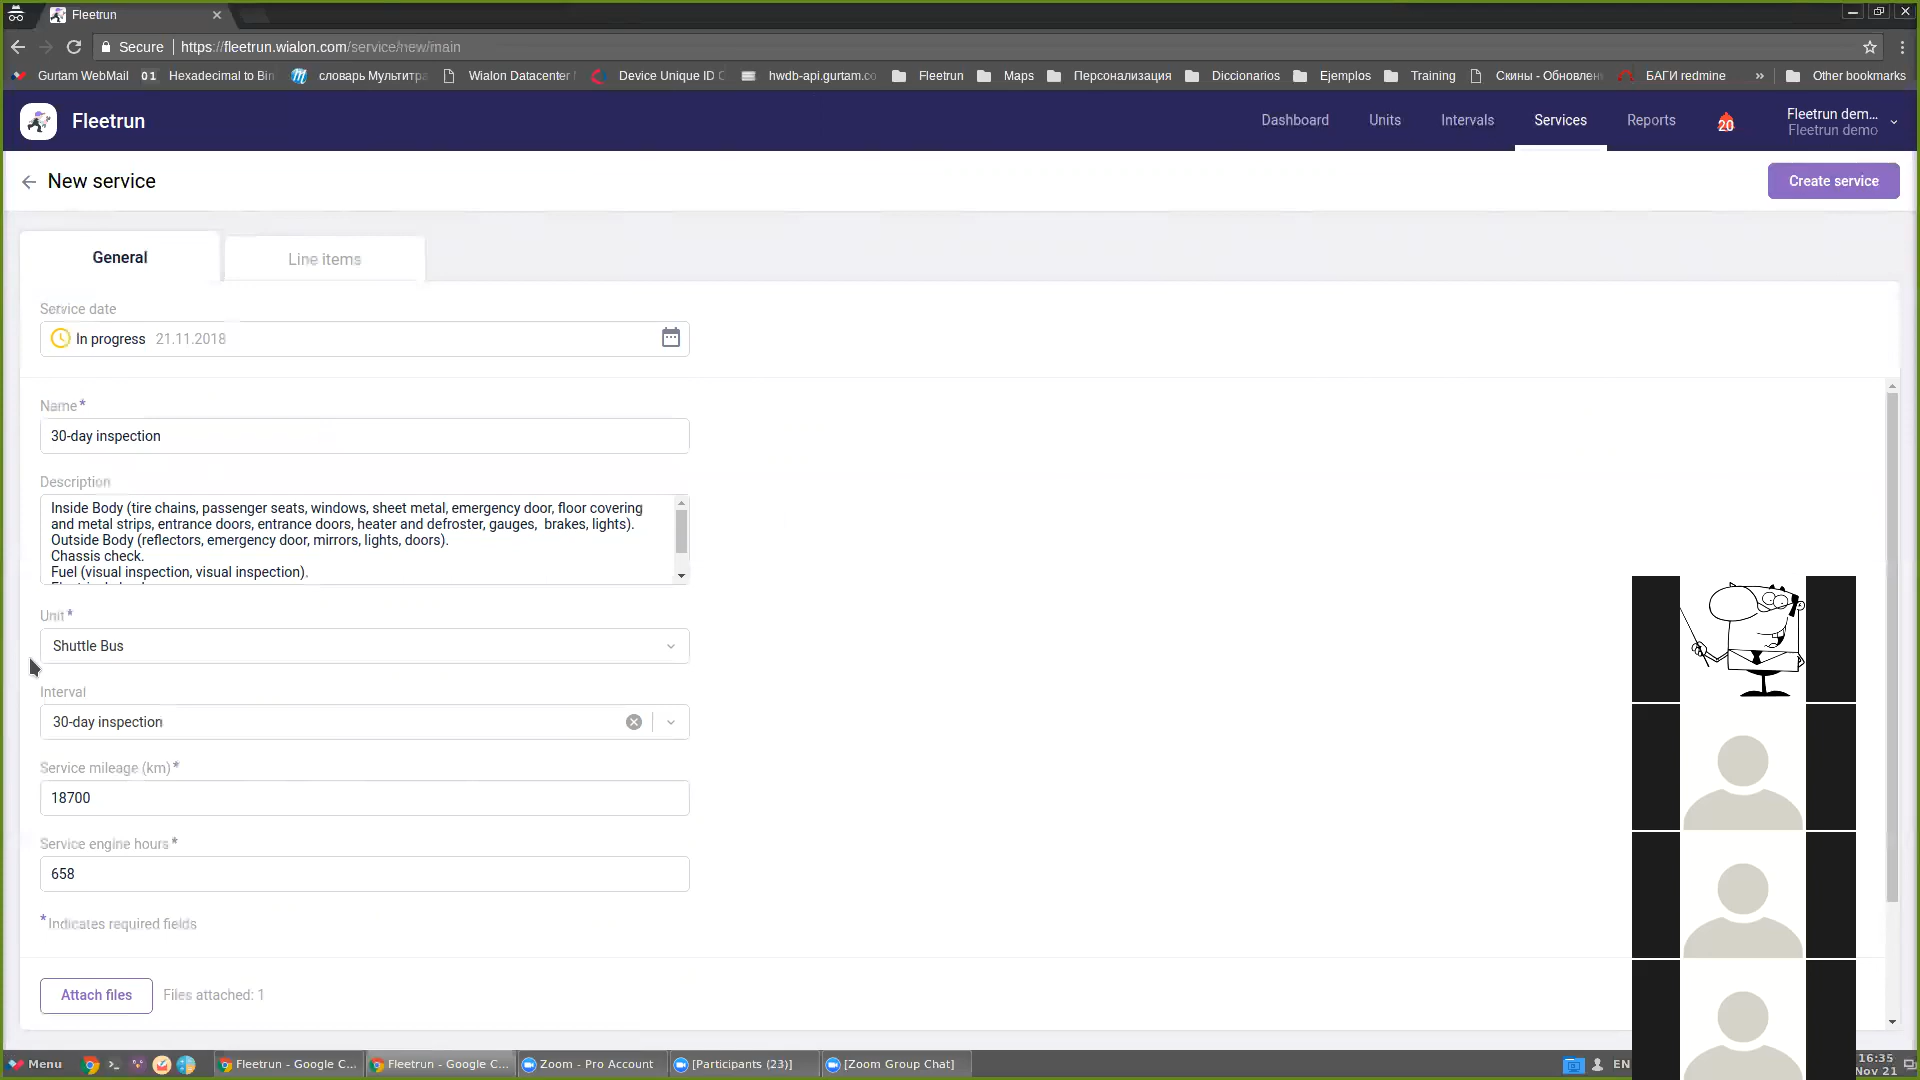 Fleetrun
Secure https://fleetrun.wialon.com/service/new/main
Gurtam WebMail 01 Hexadecimal to Bin словарь Мультитра Wialon Datacenter Device Unique ID C hwdb-api.gurtam.co Fleetrun Maps Персонализация Diccionarios Ejemplos Training Скины - Обновлен БАГИ redmine » Other bookmarks
Fleetrun Dashboard Units Intervals Services Reports 20 Fleetrun dem...
Fleetrun demo
New service Create service
General Line items
Service date
In progress 21.11.2018
Name *
30-day inspection
Description
Inside Body (tire chains, passenger seats, windows, sheet metal, emergency door, floor covering
and metal strips, entrance doors, entrance doors, heater and defroster, gauges, brakes, lights).
Outside Body (reflectors, emergency door, mirrors, lights, doors).
Chassis check.
Fuel (visual inspection, visual inspection).
Unit *
Shuttle Bus
Interval
30-day inspection
Service mileage (km) *
18700
Service engine hours *
658
* Indicates required fields
Attach files Files attached: 1
Menu Fleetrun - Google C... Fleetrun - Google C... Zoom - Pro Account [Participants (23)] [Zoom Group Chat] EN 16:35
Nov 21